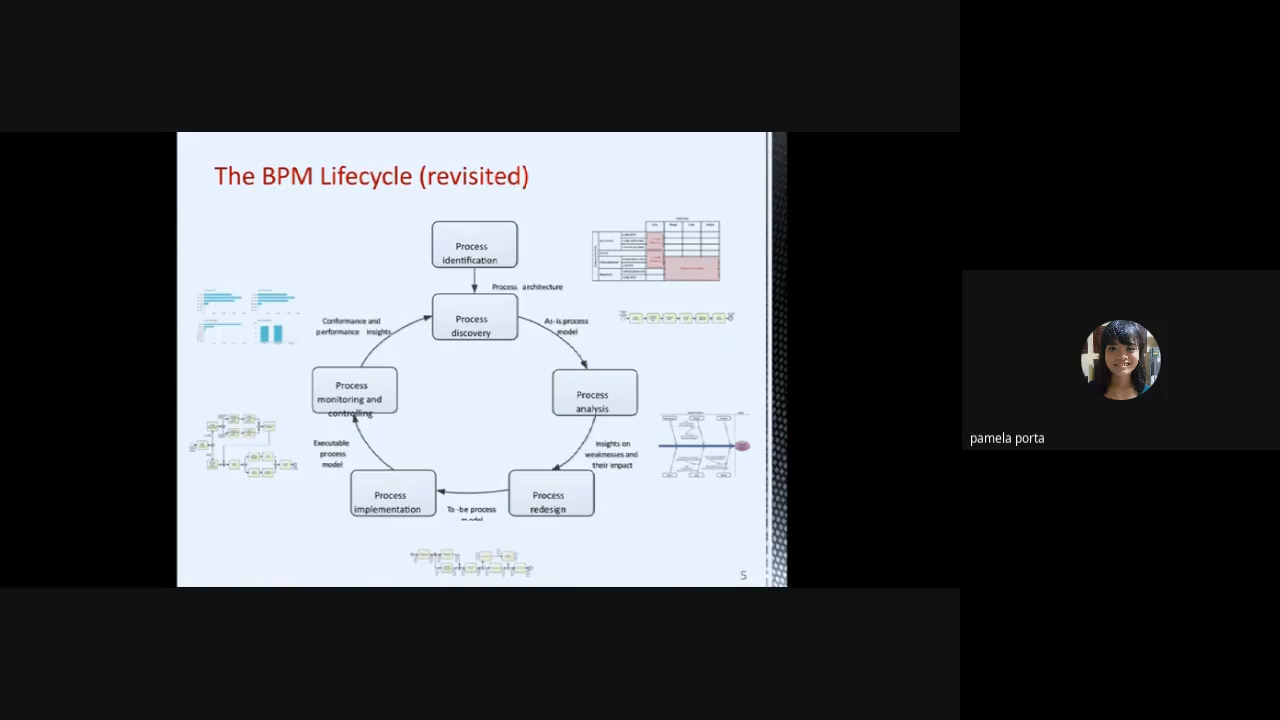 The BPM Lifecycle (revisited)
Process
identification
Process architecture
Process
discovery
As-is process
model
Process
analysis
Insights on
weaknesses and
their impact
Process
redesign
To-be process
model
Process
implementation
Executable
process
model
Process
monitoring and
controlling
Conformance and
performance insights
5
pamela porta